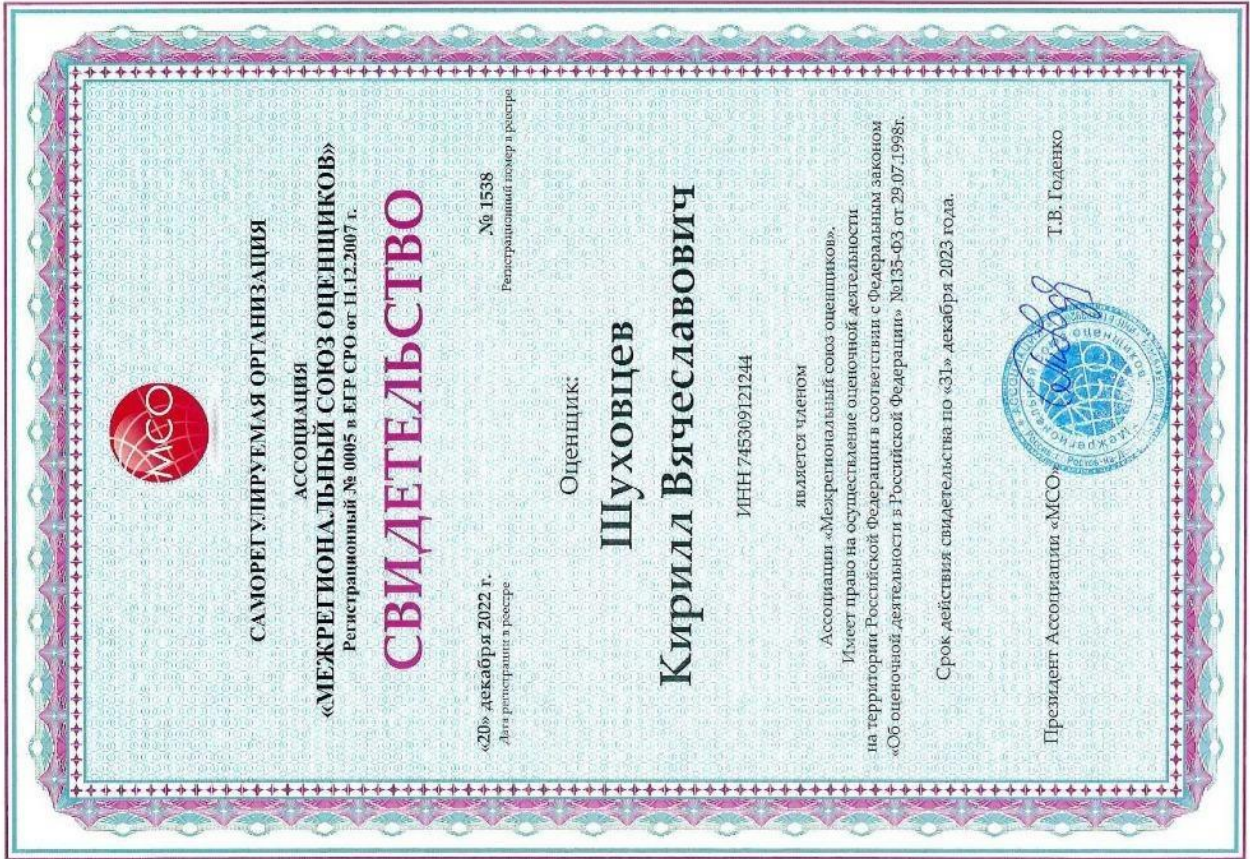 МСО
САМОРЕГУЛИРУЕМАЯ ОРГАНИЗАЦИЯ
АССОЦИАЦИЯ
«МЕЖРЕГИОНАЛЬНЫЙ СОЮЗ ОЦЕНЩИКОВ»
Регистрационный № 0005 в ЕГР СРО от 11.12.2007 г.
СВИДЕТЕЛЬСТВО
«20» декабря 2022 г. № 1538
Дата регистрации в реестре Регистрационный номер в реестре
Оценщик:
Шуховцев
Кирилл Вячеславович
ИНН 745309121244
является членом
Ассоциации «Межрегиональный союз оценщиков».
Имеет право на осуществление оценочной деятельности
на территории Российской Федерации в соответствии с Федеральным законом
«Об оценочной деятельности в Российской Федерации» №135-ФЗ от 29.07.1998г.
Срок действия свидетельства по «31» декабря 2023 года.
Президент Ассоциации «МСО» Т.В. Годенко